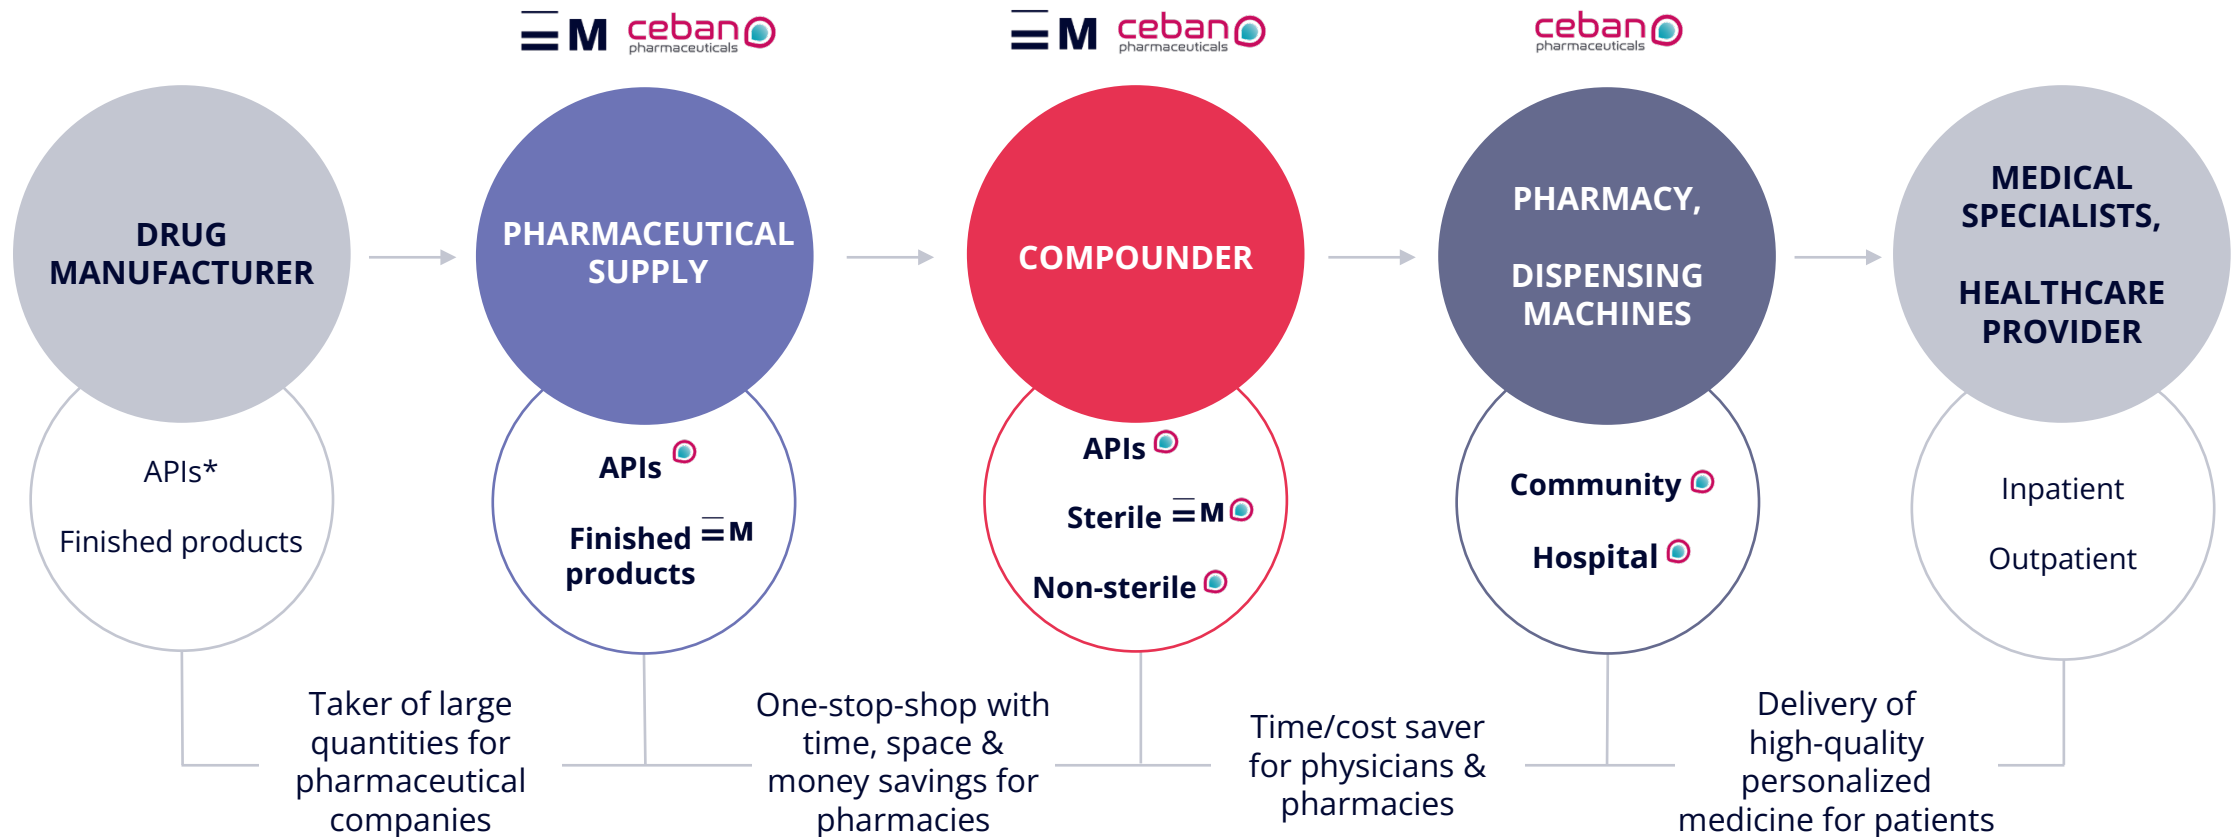 M ceban pharmaceuticals
M ceban pharmaceuticals
ceban pharmaceuticals
DRUG
MANUFACTURER
PHARMACEUTICAL
SUPPLY
COMPOUNDER
PHARMACY,
DISPENSING
MACHINES
MEDICAL
SPECIALISTS,
HEALTHCARE
PROVIDER
APIs*
Finished products
APIs
Finished M
products
APIs
Sterile M
Non-sterile
Community
Hospital
Inpatient
Outpatient
Taker of large
quantities for
pharmaceutical
companies
One-stop-shop with
time, space &
money savings for
pharmacies
Time/cost saver
for physicians &
pharmacies
Delivery of
high-quality
personalized
medicine for patients